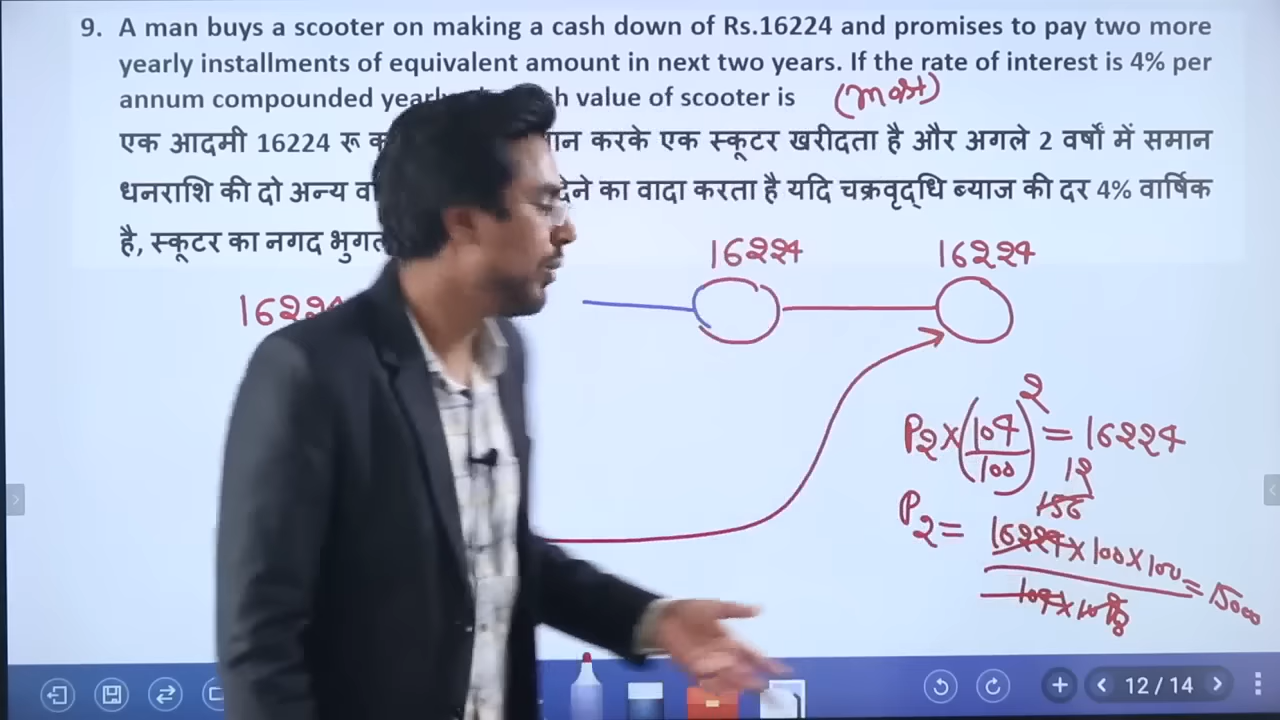 9. A man buys a scooter on making a cash down of Rs.16224 and promises to pay two more
yearly installments of equivalent amount in next two years. If the rate of interest is 4% per
annum compounded value of scooter is (most)
एक आदमी 16224 रू करके एक स्कूटर खरीदता है और अगले 2 वर्षों में समान
धनराशि की दो अन्य देने का वादा करता है यदि चक्रवृद्धि ब्याज की दर 4% वार्षिक
है, स्कूटर का नगद
16224 16224 16224
P2 × (104/100)^2 = 16224
12
156
P2 = 16224 × 100 × 100 / 104 × 104 = 15000
12 / 14